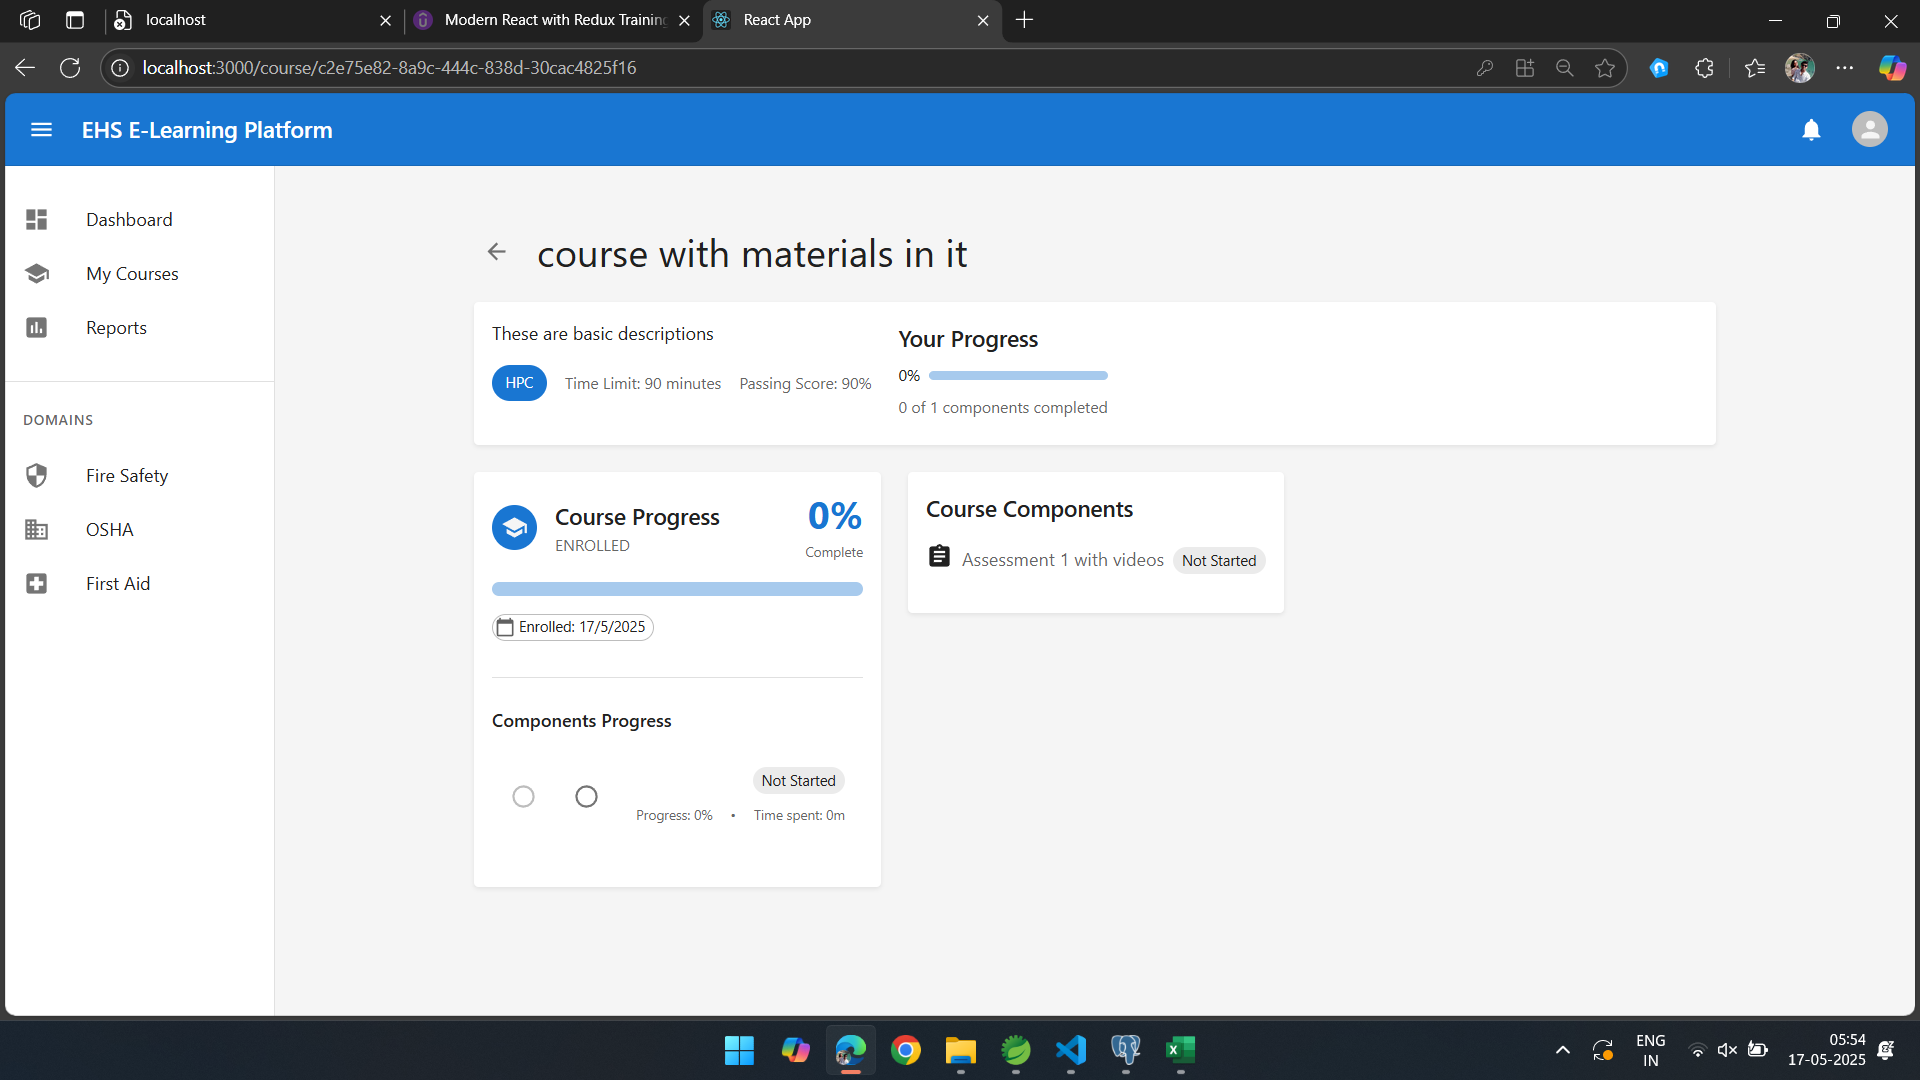 localhost
Modern React with Redux Training
React App
localhost:3000/course/c2e75e82-8a9c-444c-838d-30cac4825f16
EHS E-Learning Platform
Dashboard
My Courses
Reports
DOMAINS
Fire Safety
OSHA
First Aid
course with materials in it
These are basic descriptions
HPC
Time Limit: 90 minutes
Passing Score: 90%
Your Progress
0%
0 of 1 components completed
Course Progress
ENROLLED
0%
Complete
Enrolled: 17/5/2025
Components Progress
Not Started
Progress: 0% • Time spent: 0m
Course Components
Assessment 1 with videos
Not Started
ENG
IN
05:54
17-05-2025